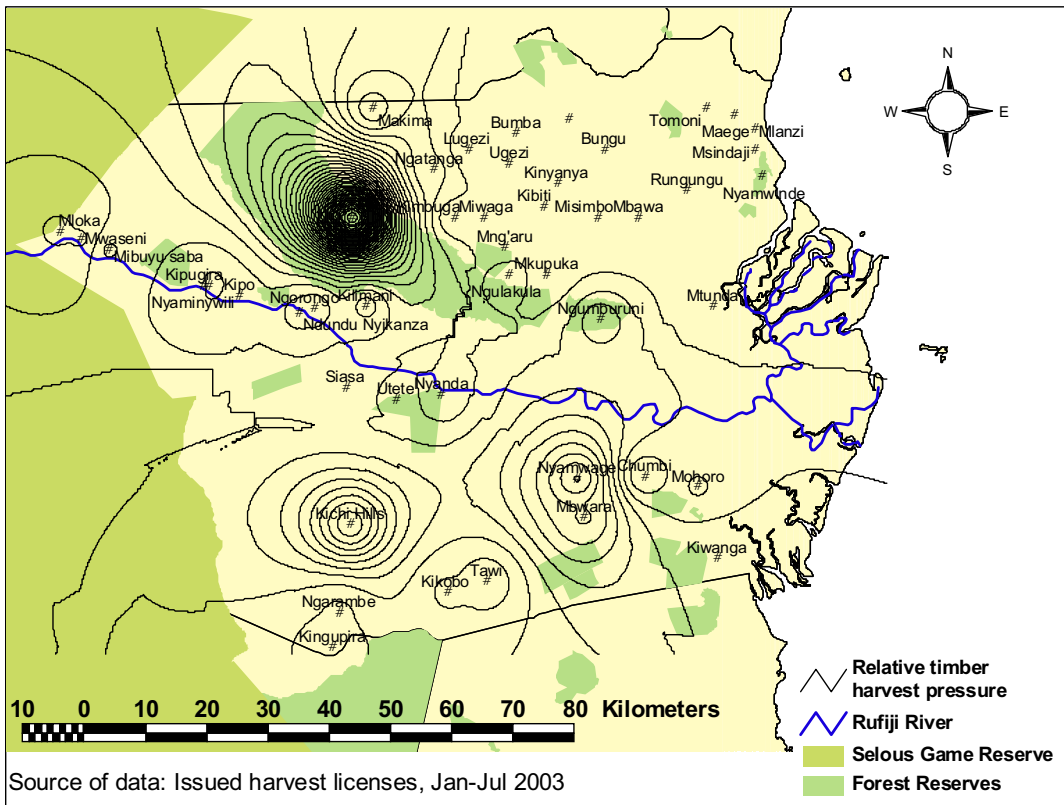 N
W E
S
Makima
Bumba
Tomoni
Maege
Mlanzi
Lugezi
Bungu
Msindaji
Ngatanga
Ugezi
Kinyanya
Rungungu
Nyamwinde
Kimbuga
Miwaga
Kibiti
Misimbo
Mbawa
Mloka
Mwaseni
Mibuyu saba
Mng'aru
Mkupuka
Kipugira
Kipo
Nyaminywili
Ngorongo
Kilimani
Ngulakula
Mtunda
Ndundu
Nyikanza
Ngumburuni
Siasa
Utete
Nyanda
Nyamwage
Chumbi
Mohoro
Kichi Hills
Mbwara
Kiwanga
Tawi
Kikobo
Ngarambe
Kingupira
Relative timber
harvest pressure
Rufiji River
Selous Game Reserve
Forest Reserves
10 0 10 20 30 40 50 60 70 80 Kilometers
Source of data: Issued harvest licenses, Jan-Jul 2003